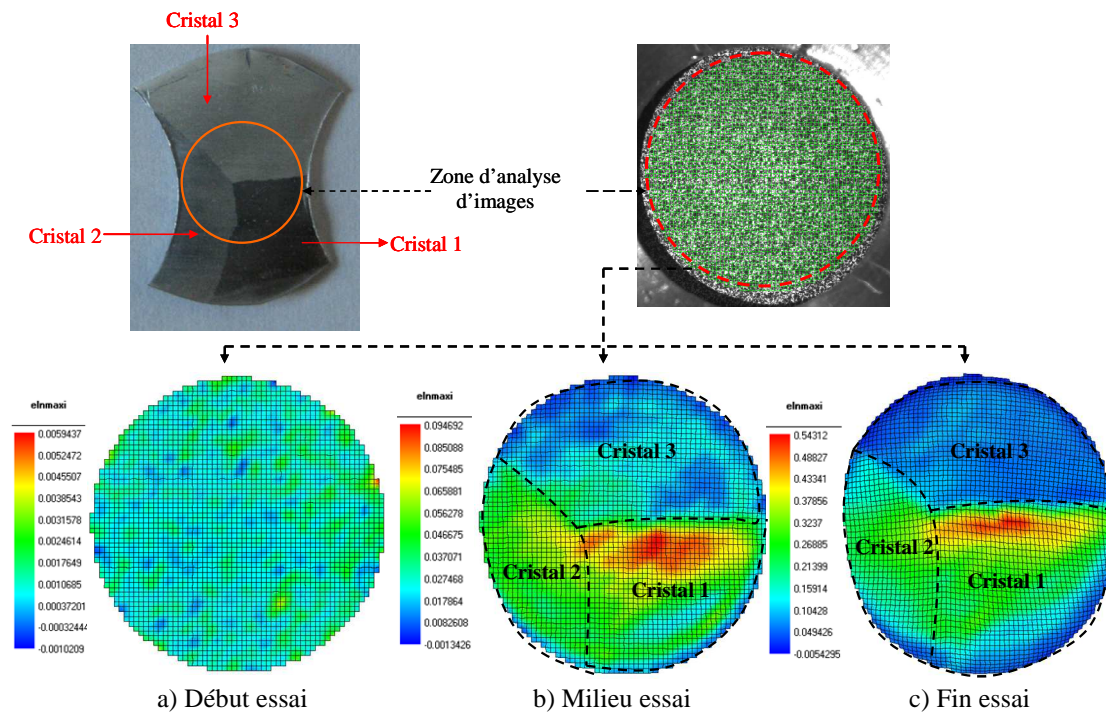 Cristal 3
Zone d'analyse
d'images
Cristal 2
Cristal 1
elnmaxi
0.0059437
0.0052472
0.0045507
0.0038543
0.0031578
0.0024614
0.0017649
0.0010685
0.00037201
-0.00032444
-0.0010209
elnmaxi
0.094692
0.085088
0.075485
0.065881
0.056278
0.046675
0.037071
0.027468
0.017864
0.0082608
-0.0013426
Cristal 3
Cristal 2
Cristal 1
elnmaxi
0.54312
0.48827
0.43341
0.37856
0.3237
0.26885
0.21399
0.15914
0.10428
0.049426
-0.0054295
Cristal 3
Cristal 2
Cristal 1
a) Début essai
b) Milieu essai
c) Fin essai